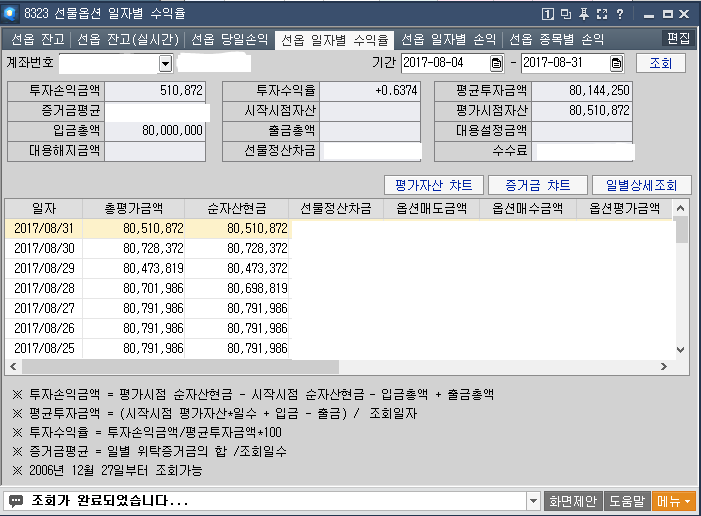 8323 선물옵션 일자별 수익율
선옵 잔고 선옵 잔고(실시간) 선옵 당일손익 선옵 일자별 수익율 선옵 일자별 손익 선옵 종목별 손익 편집
계좌번호 기간 2017-08-04 - 2017-08-31 조회
투자손익금액 510,872 투자수익율 +0.6374 평균투자금액 80,144,250
증거금평균 시작시점자산 평가시점자산 80,510,872
입금총액 80,000,000 출금총액 대용설정금액
대용해지금액 선물정산차금 수수료
평가자산 챠트 증거금 챠트 일별상세조회
일자 총평가금액 순자산현금 선물정산차금 옵션매도금액 옵션매수금액 옵션평가금액
2017/08/31 80,510,872 80,510,872
2017/08/30 80,728,372 80,728,372
2017/08/29 80,473,819 80,473,372
2017/08/28 80,701,986 80,698,819
2017/08/27 80,791,986 80,791,986
2017/08/26 80,791,986 80,791,986
2017/08/25 80,791,986 80,791,986
※ 투자손익금액 = 평가시점 순자산현금 - 시작시점 순자산현금 - 입금총액 + 출금총액
※ 평균투자금액 = (시작시점 평가자산*일수 + 입금 - 출금) / 조회일자
※ 투자수익율 = 투자손익금액/평균투자금액*100
※ 증거금평균 = 일별 위탁증거금의 합 /조회일수
※ 2006년 12월 27일부터 조회가능
조회가 완료되었습니다... 화면제안 도움말 메뉴